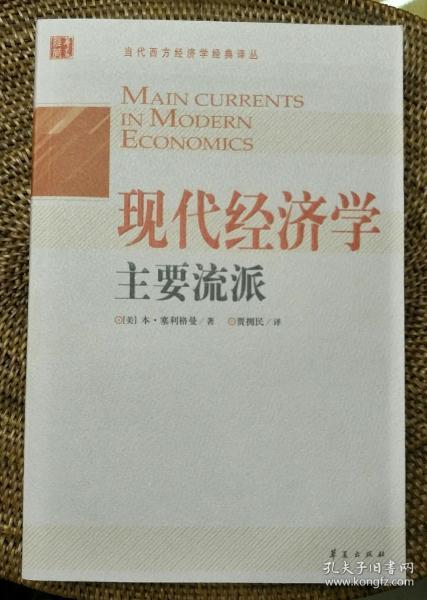 当代西方经济学经典译丛
MAIN CURRENTS
IN MODERN
ECONOMICS
现代经济学
主要流派
[美] 本·塞利格曼／著 贾拥民／译
华夏出版社
孔夫子旧书网
www.kongfz.com